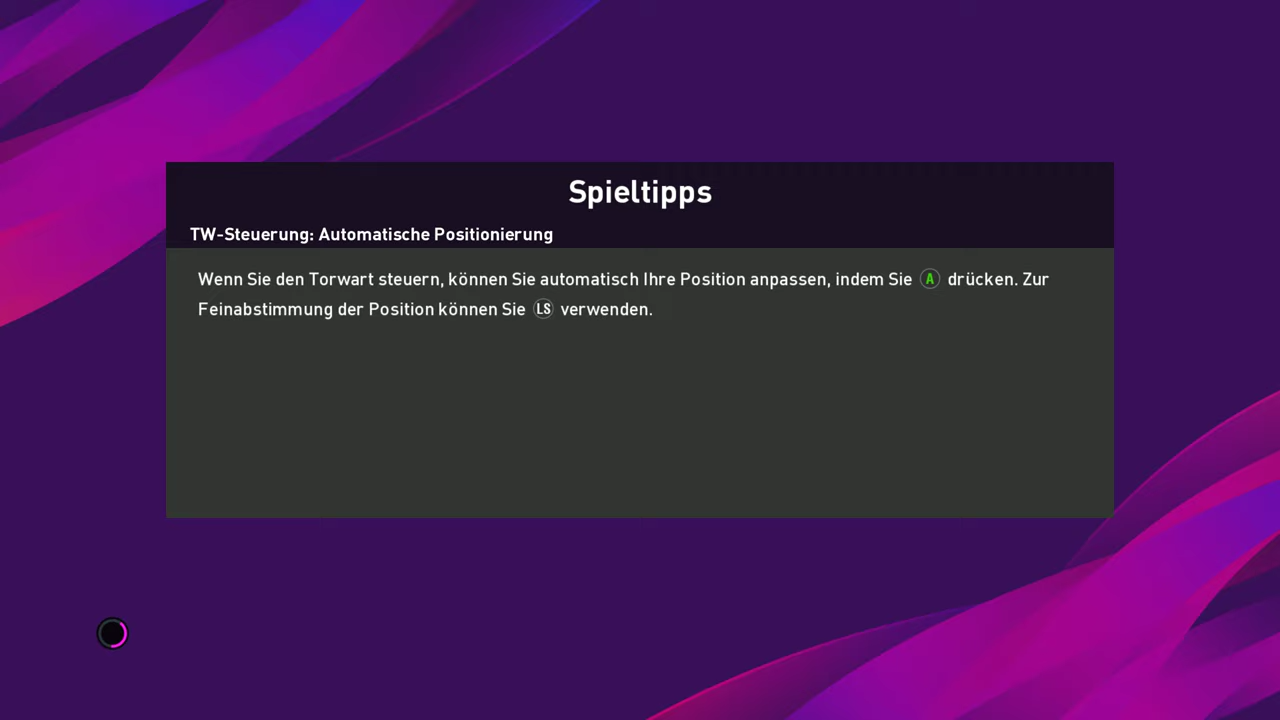 Spieltipps
TW-Steuerung: Automatische Positionierung
Wenn Sie den Torwart steuern, können Sie automatisch Ihre Position anpassen, indem Sie A drücken. Zur
Feinabstimmung der Position können Sie LS verwenden.